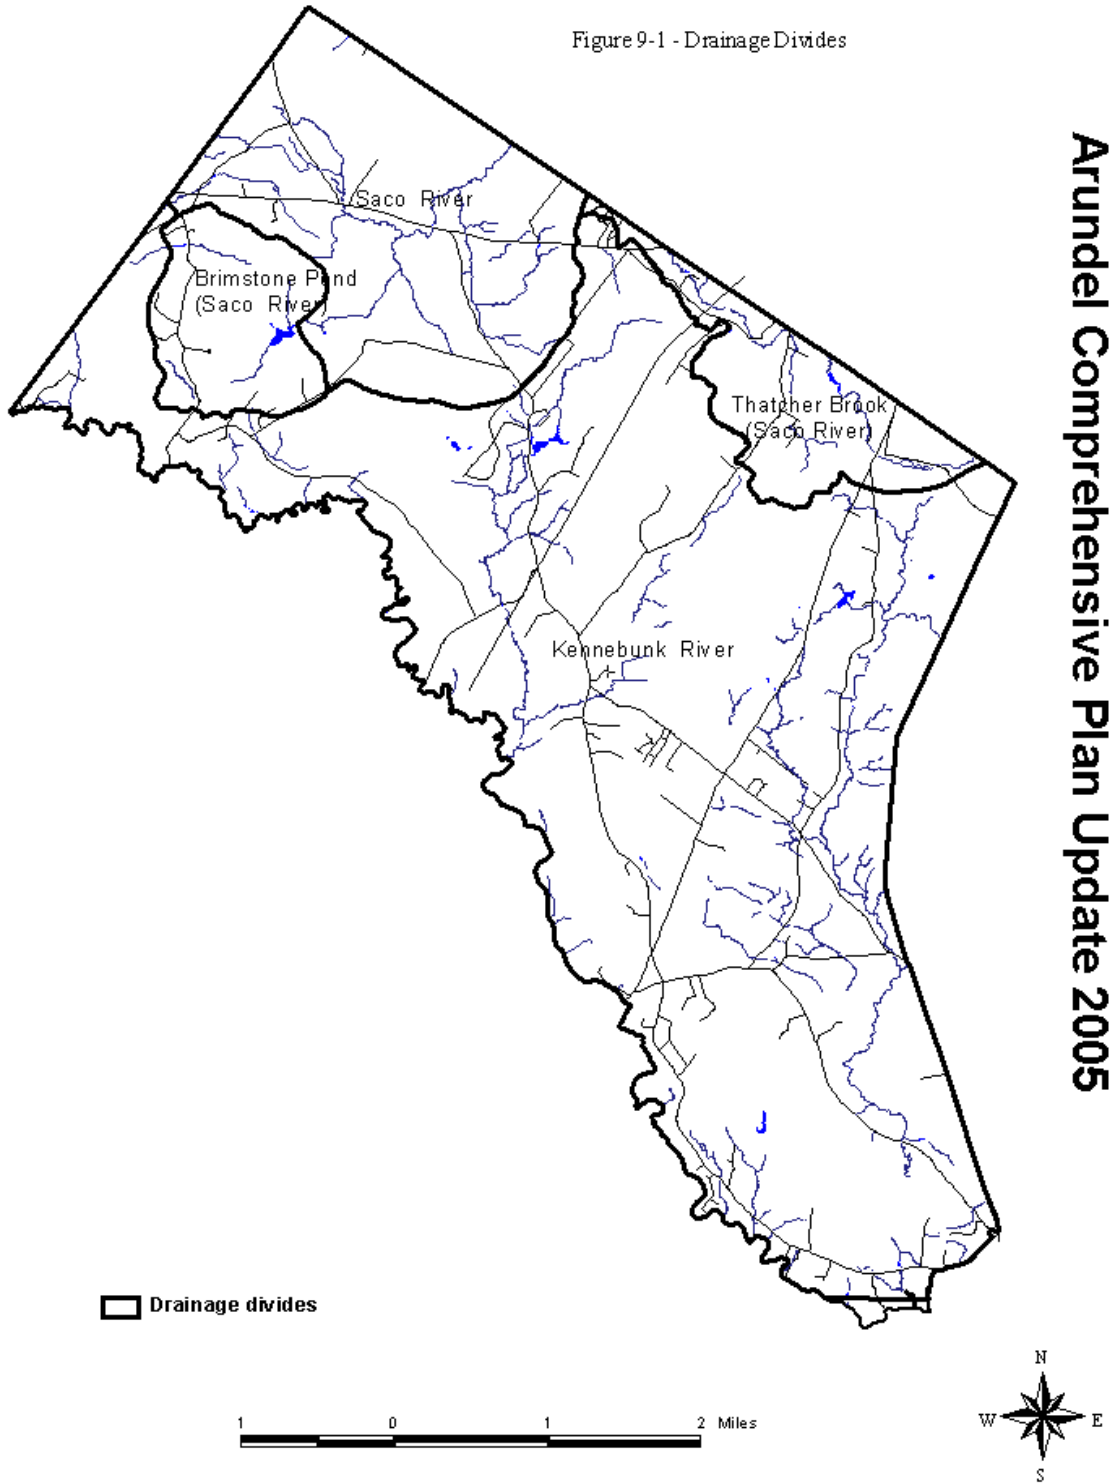 Figure 9-1 - Drainage Divides
Arundel Comprehensive Plan Update 2005
Saco River
Brimstone Pond
(Saco River)
Thatcher Brook
(Saco River)
Kennebunk River
Drainage divides
1 0 1 2 Miles
N
W E
S